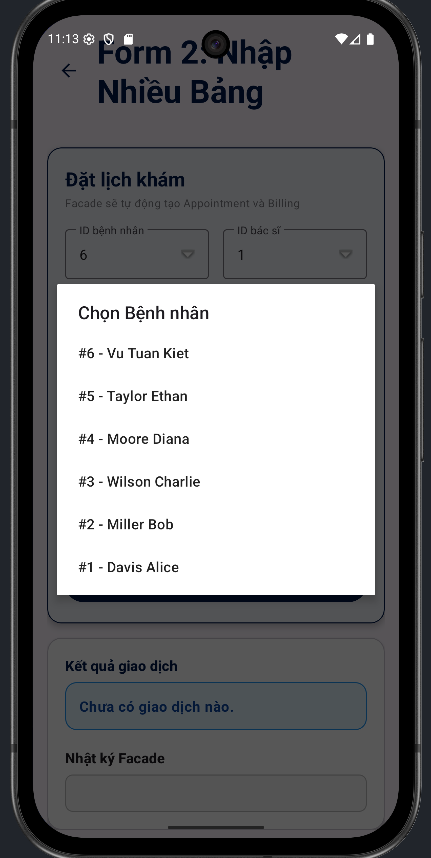 11:13
Form 2: Nhập
Nhiều Bảng
Đặt lịch khám
Facade sẽ tự động tạo Appointment và Billing
ID bệnh nhân
6
ID bác sĩ
1
Chọn Bệnh nhân
#6 - Vu Tuan Kiet
#5 - Taylor Ethan
#4 - Moore Diana
#3 - Wilson Charlie
#2 - Miller Bob
#1 - Davis Alice
Kết quả giao dịch
Chưa có giao dịch nào.
Nhật ký Facade